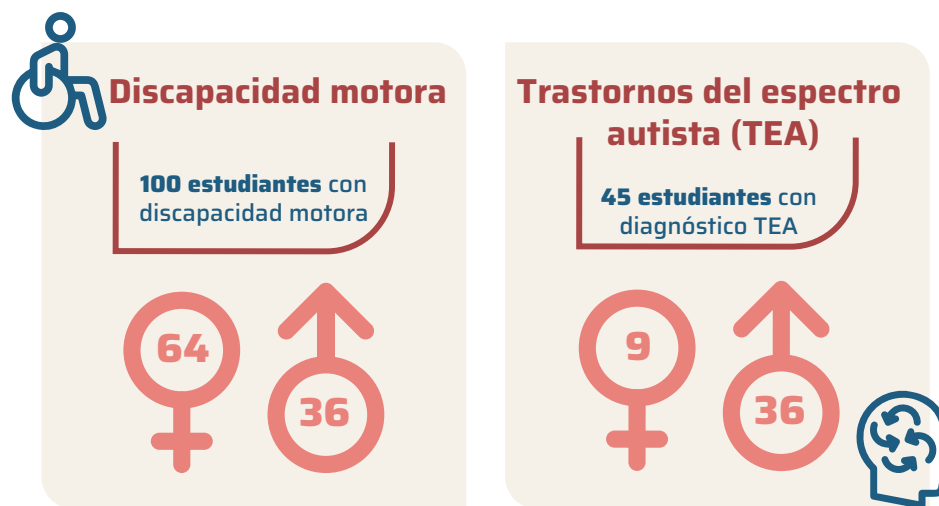 Discapacidad motora
100 estudiantes con
discapacidad motora
64
36
Trastornos del espectro
autista (TEA)
45 estudiantes con
diagnóstico TEA
9
36